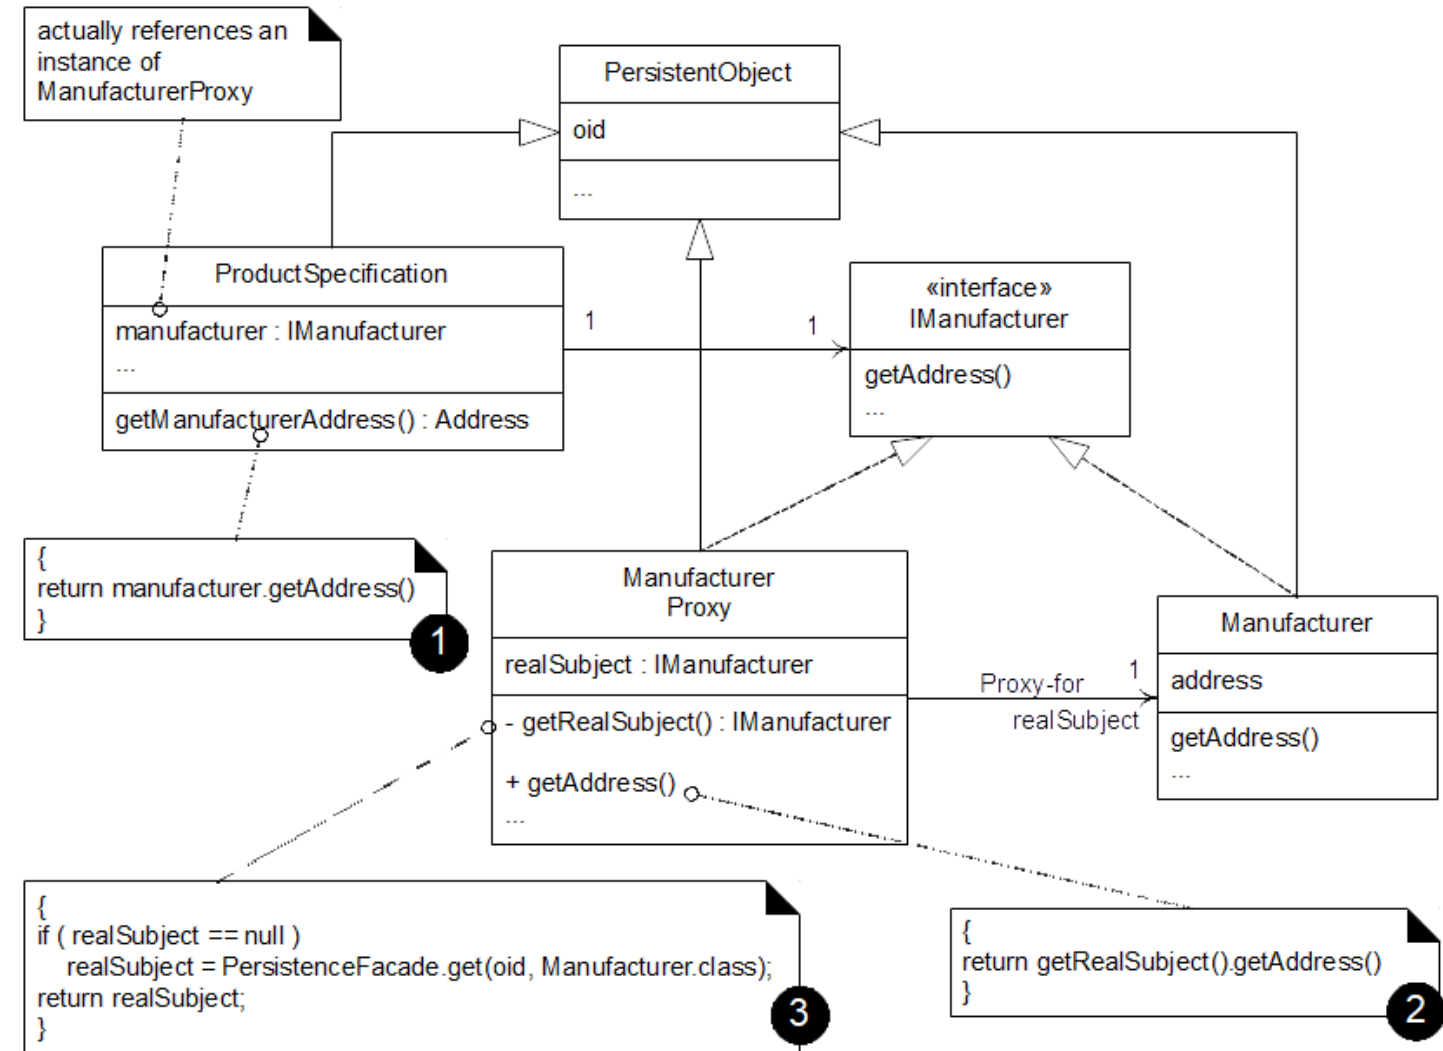 actually references an
instance of
ManufacturerProxy
PersistentObject
oid
...
ProductSpecification
manufacturer : IManufacturer
...
getManufacturerAddress() : Address
1
1
«interface»
IManufacturer
getAddress()
...
{
return manufacturer.getAddress()
}
1
Manufacturer
Proxy
realSubject : IManufacturer
- getRealSubject() : IManufacturer
+ getAddress()
...
Proxy-for
1
realSubject
Manufacturer
address
getAddress()
...
{
if ( realSubject == null )
realSubject = PersistenceFacade.get(oid, Manufacturer.class);
return realSubject;
}
3
{
return getRealSubject().getAddress()
}
2